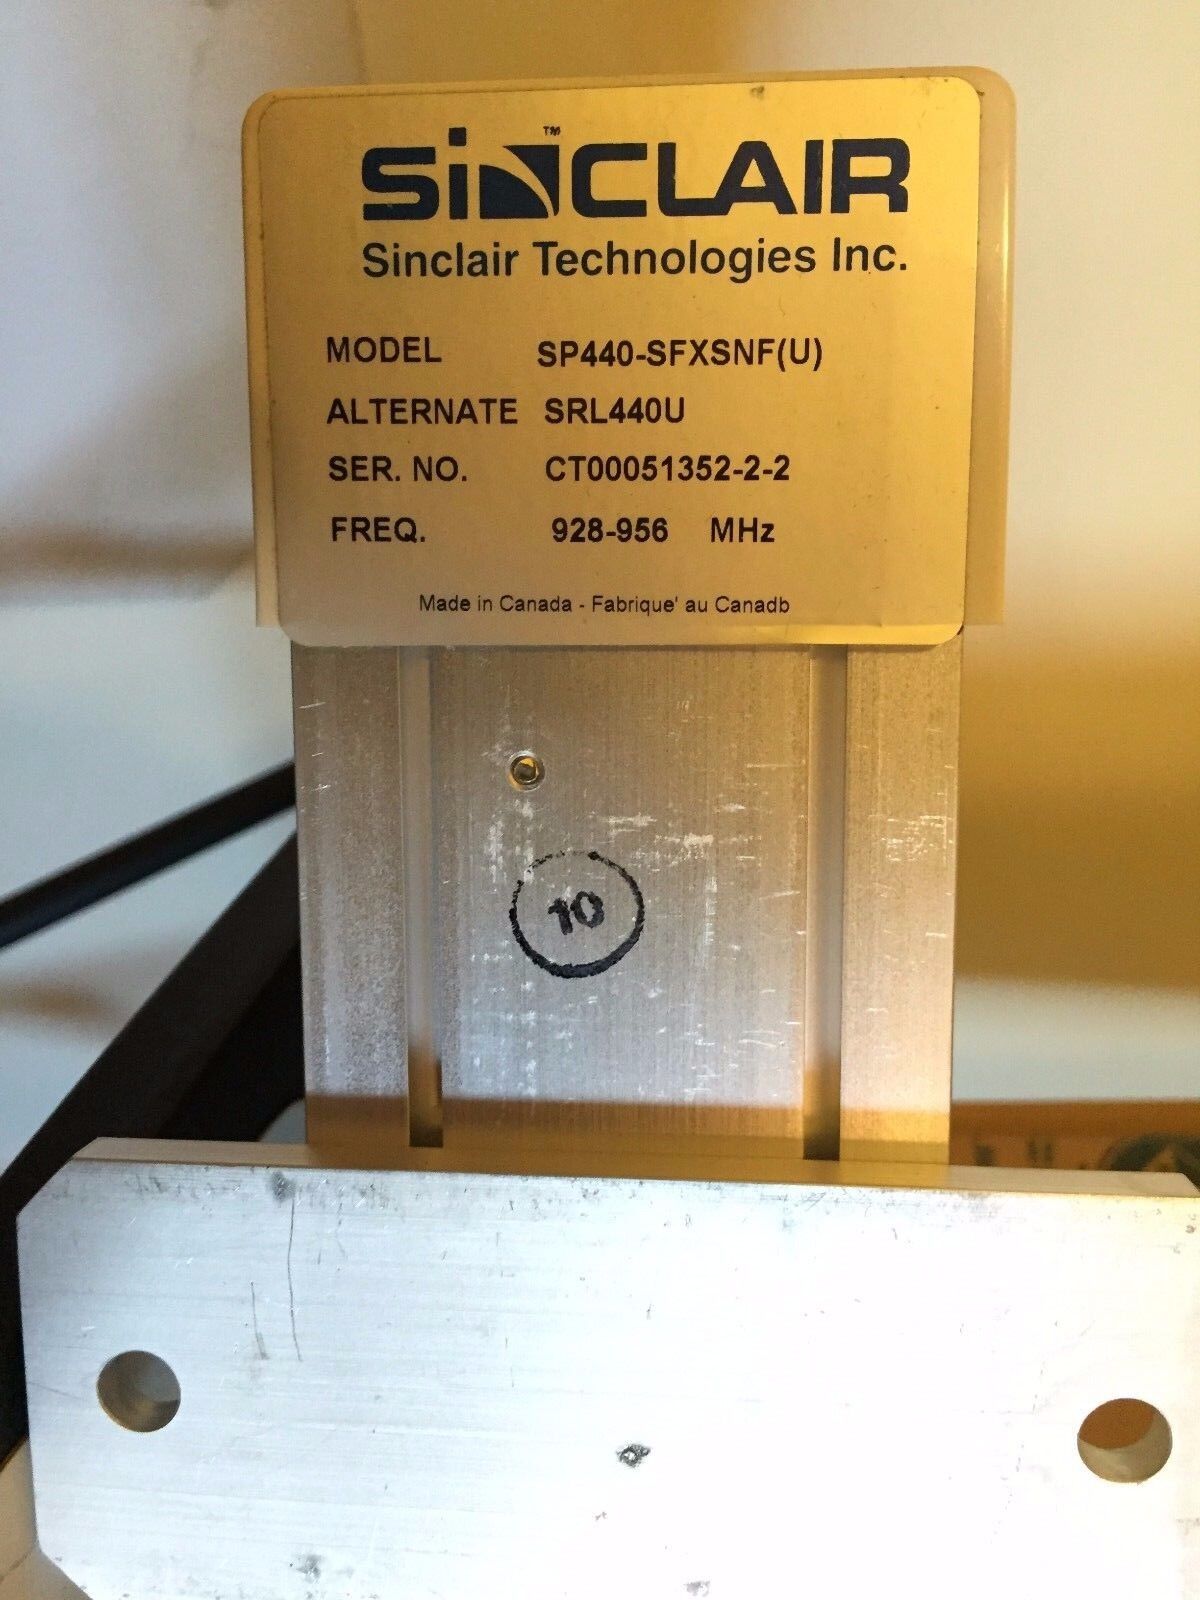 SiNCLAIR™
Sinclair Technologies Inc.
MODEL SP440-SFXSNF(U)
ALTERNATE SRL440U
SER. NO. CT00051352-2-2
FREQ. 928-956 MHz
Made in Canada - Fabrique' au Canadb
10